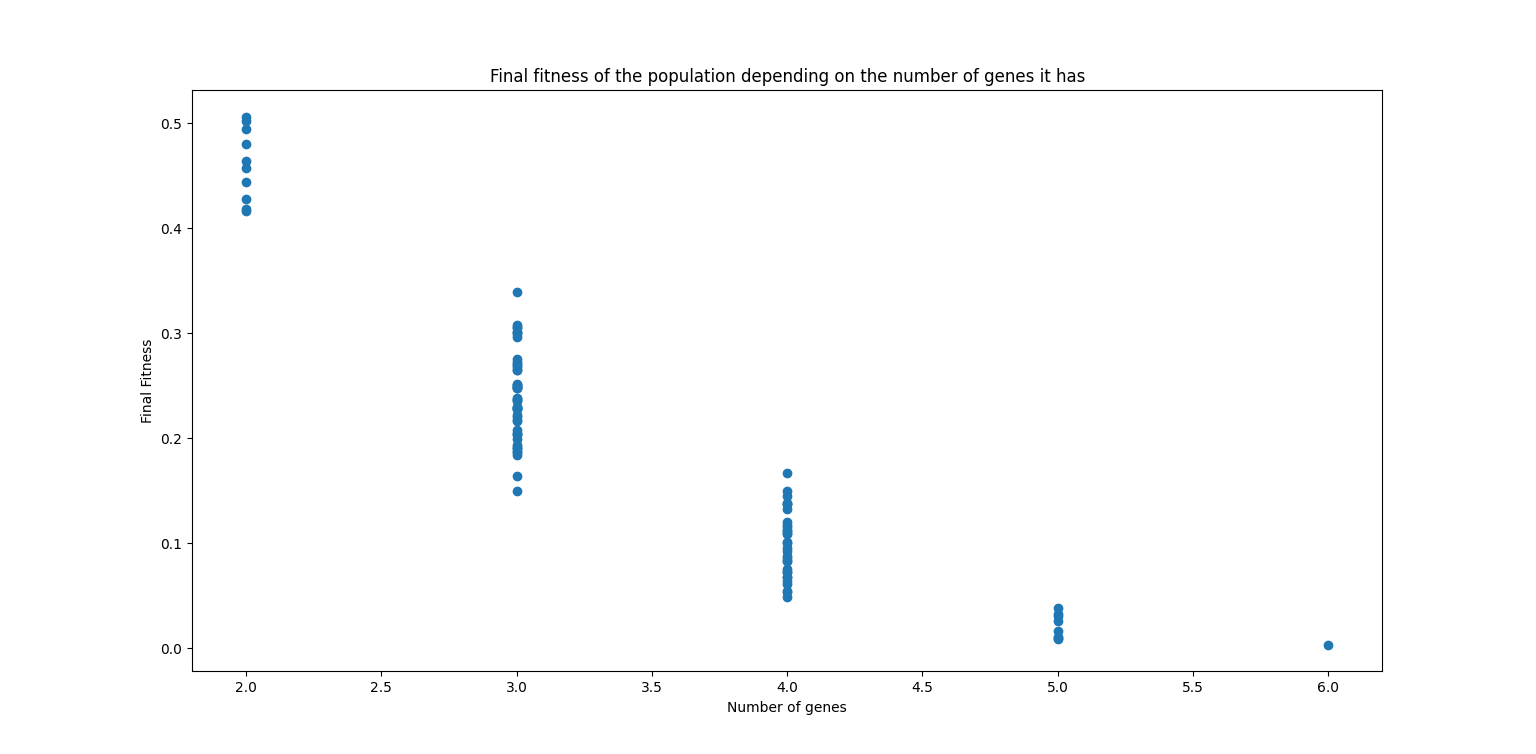 Final fitness of the population depending on the number of genes it has
0.5
0.4
0.3
0.2
0.1
0.0
Final Fitness
2.0 2.5 3.0 3.5 4.0 4.5 5.0 5.5 6.0
Number of genes